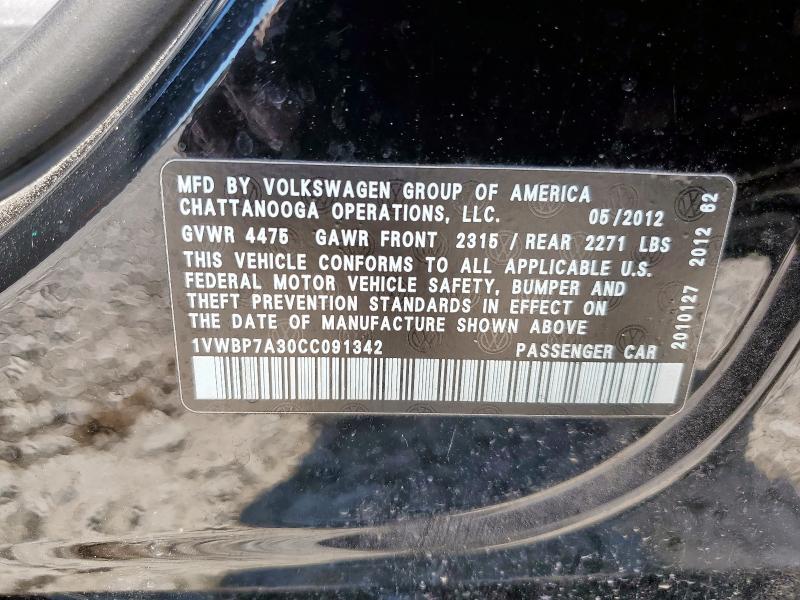 MFD BY VOLKSWAGEN GROUP OF AMERICA
CHATTANOOGA OPERATIONS, LLC. 05/2012
GVWR 4475 GAWR FRONT 2315 / REAR 2271 LBS
THIS VEHICLE CONFORMS TO ALL APPLICABLE U.S.
FEDERAL MOTOR VEHICLE SAFETY, BUMPER AND
THEFT PREVENTION STANDARDS IN EFFECT ON
THE DATE OF MANUFACTURE SHOWN ABOVE
1VWBP7A30CC091342 PASSENGER CAR
2010127 2012 62